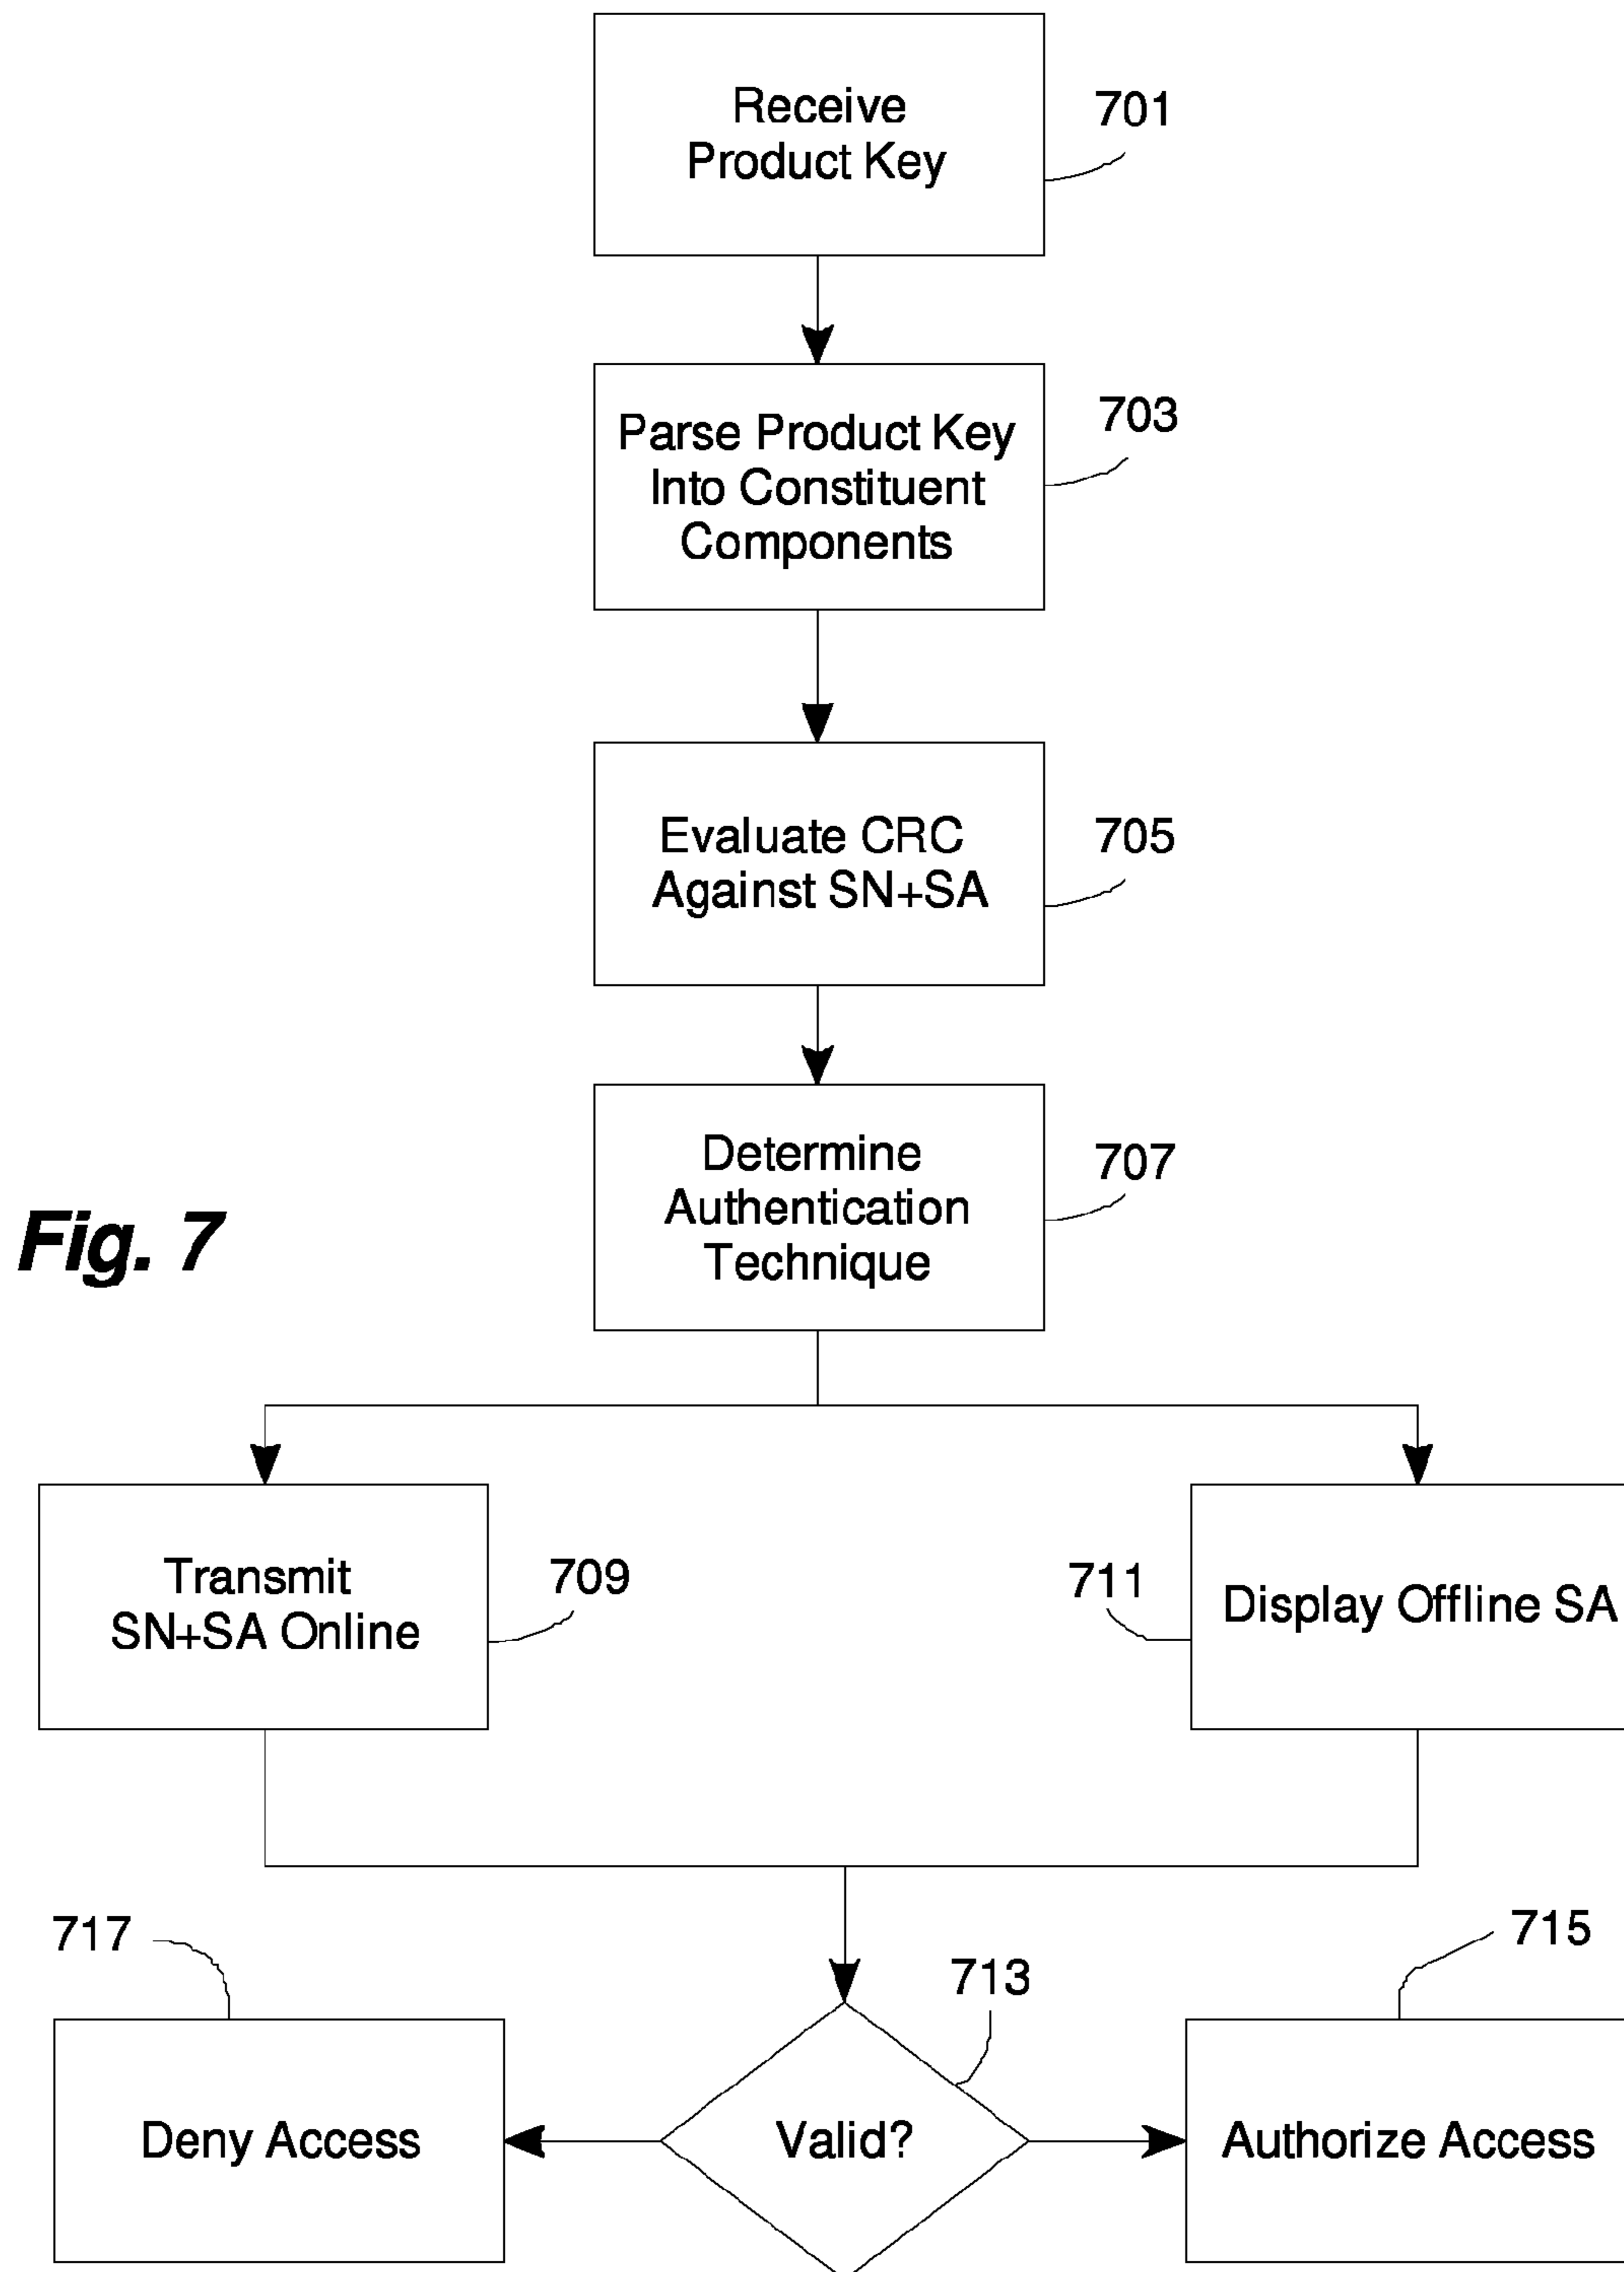 Receive
Product Key
701
Parse Product Key
Into Constituent
Components
703
Evaluate CRC
Against SN+SA
705
Determine
Authentication
Technique
707
Fig. 7
Transmit
SN+SA Online
709
711
Display Offline SA
717
713
715
Deny Access
Valid?
Authorize Access